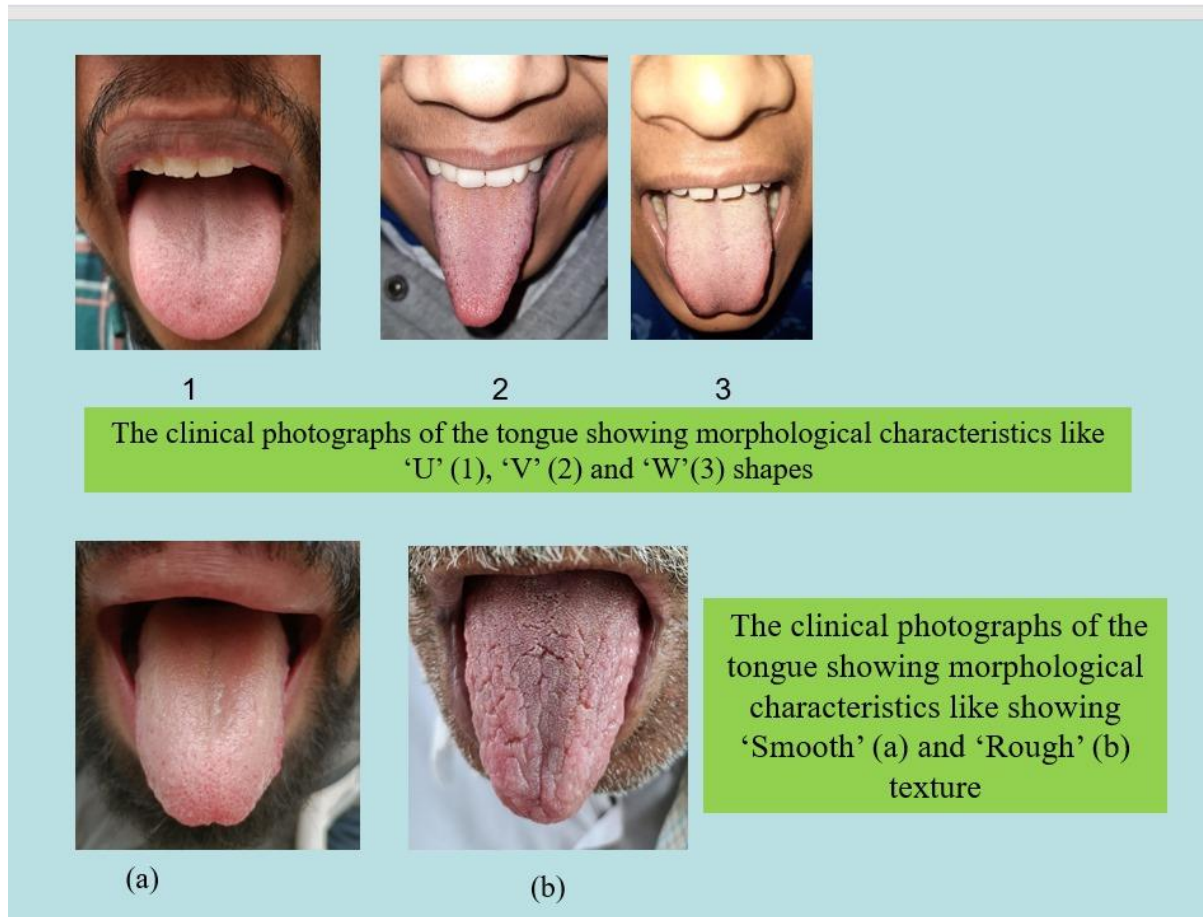 1 2 3
The clinical photographs of the tongue showing morphological characteristics like
‘U’ (1), ‘V’ (2) and ‘W’(3) shapes
The clinical photographs of the
tongue showing morphological
characteristics like showing
‘Smooth’ (a) and ‘Rough’ (b)
texture
(a) (b)